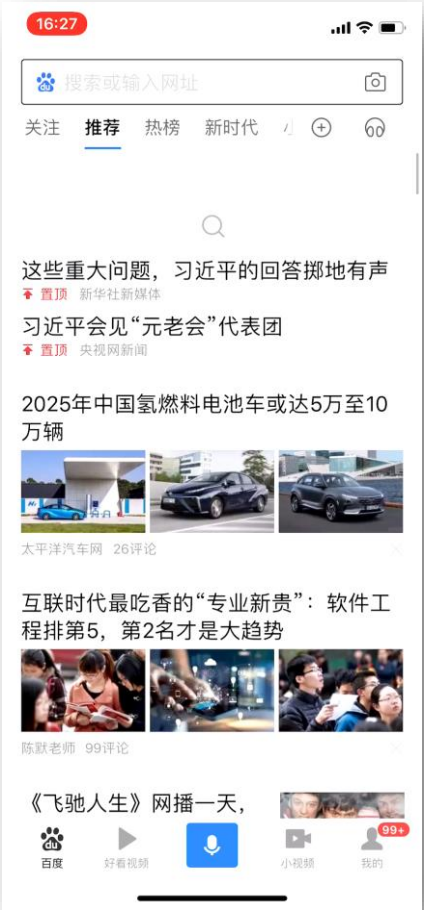 16:27
搜索或输入网址
关注 推荐 热榜 新时代
这些重大问题，习近平的回答掷地有声
置顶 新华社新媒体
习近平会见“元老会”代表团
置顶 央视网新闻
2025年中国氢燃料电池车或达5万至10
万辆
太平洋汽车网 26评论
互联时代最吃香的“专业新贵”：软件工
程排第5，第2名才是大趋势
陈默老师 99评论
《飞驰人生》网播一天，
99+
百度 好看视频 小视频 我的